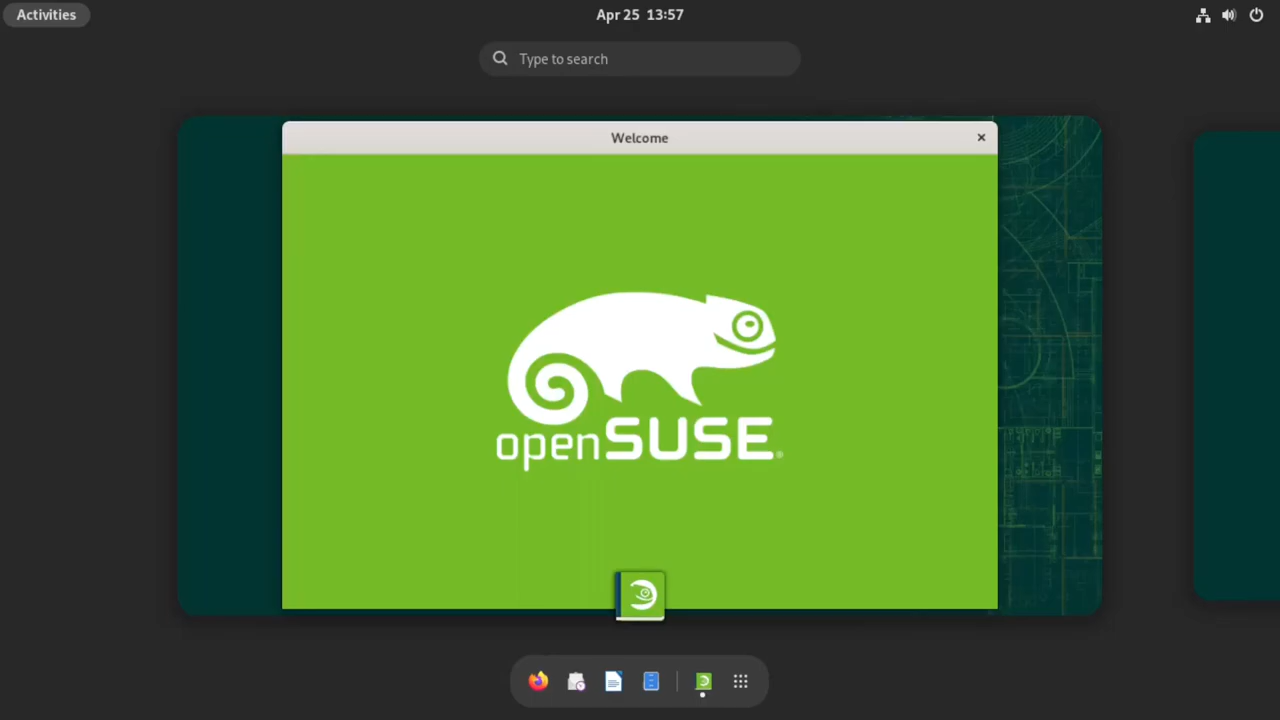 Activities
Apr 25 13:57
Type to search
Welcome
openSUSE®